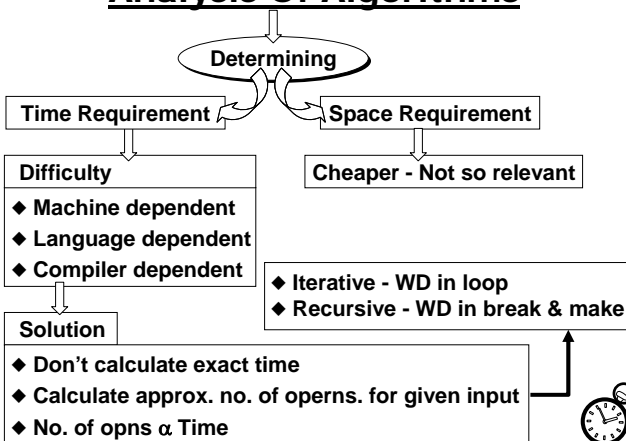 Analysis Of Algorithms
Determining
Time Requirement
Space Requirement
Difficulty
◆ Machine dependent
◆ Language dependent
◆ Compiler dependent
Cheaper - Not so relevant
◆ Iterative - WD in loop
◆ Recursive - WD in break & make
Solution
◆ Don't calculate exact time
◆ Calculate approx. no. of operns. for given input
◆ No. of opns α Time